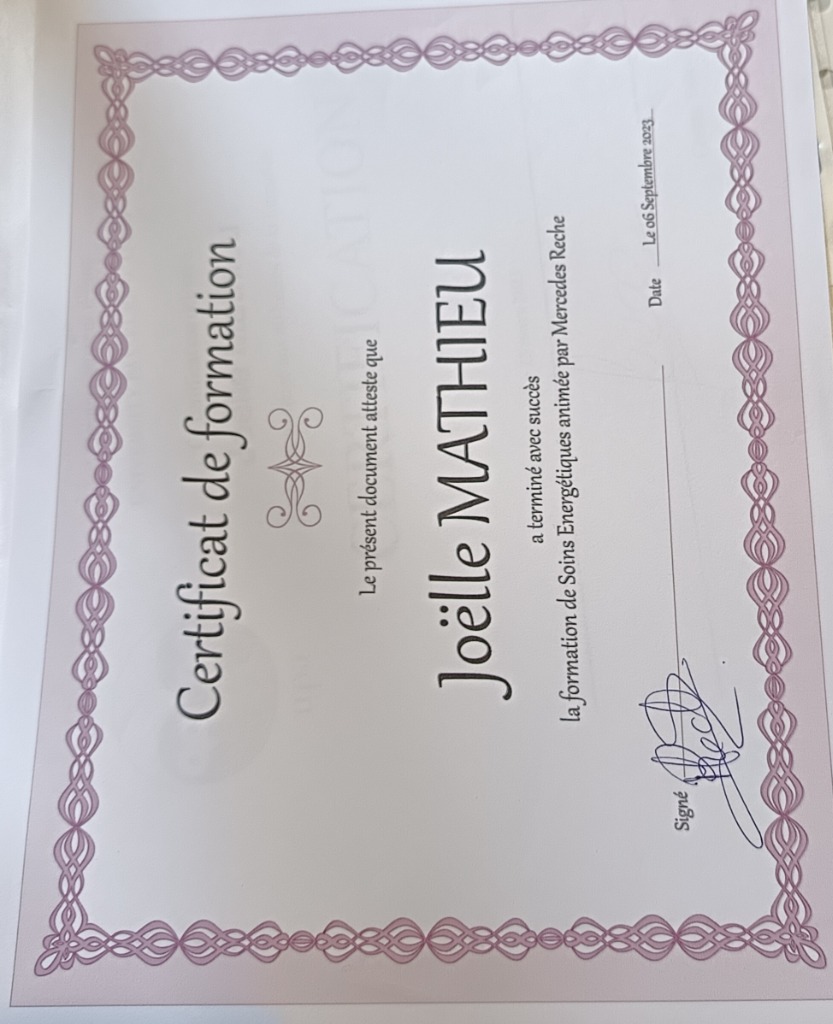 Certificat de formation
Le présent document atteste que
Joëlle MATHIEU
a terminé avec succès
la formation de Soins Energétiques animée par Mercedes Reche
Signé
Date Le 06 Septembre 2023